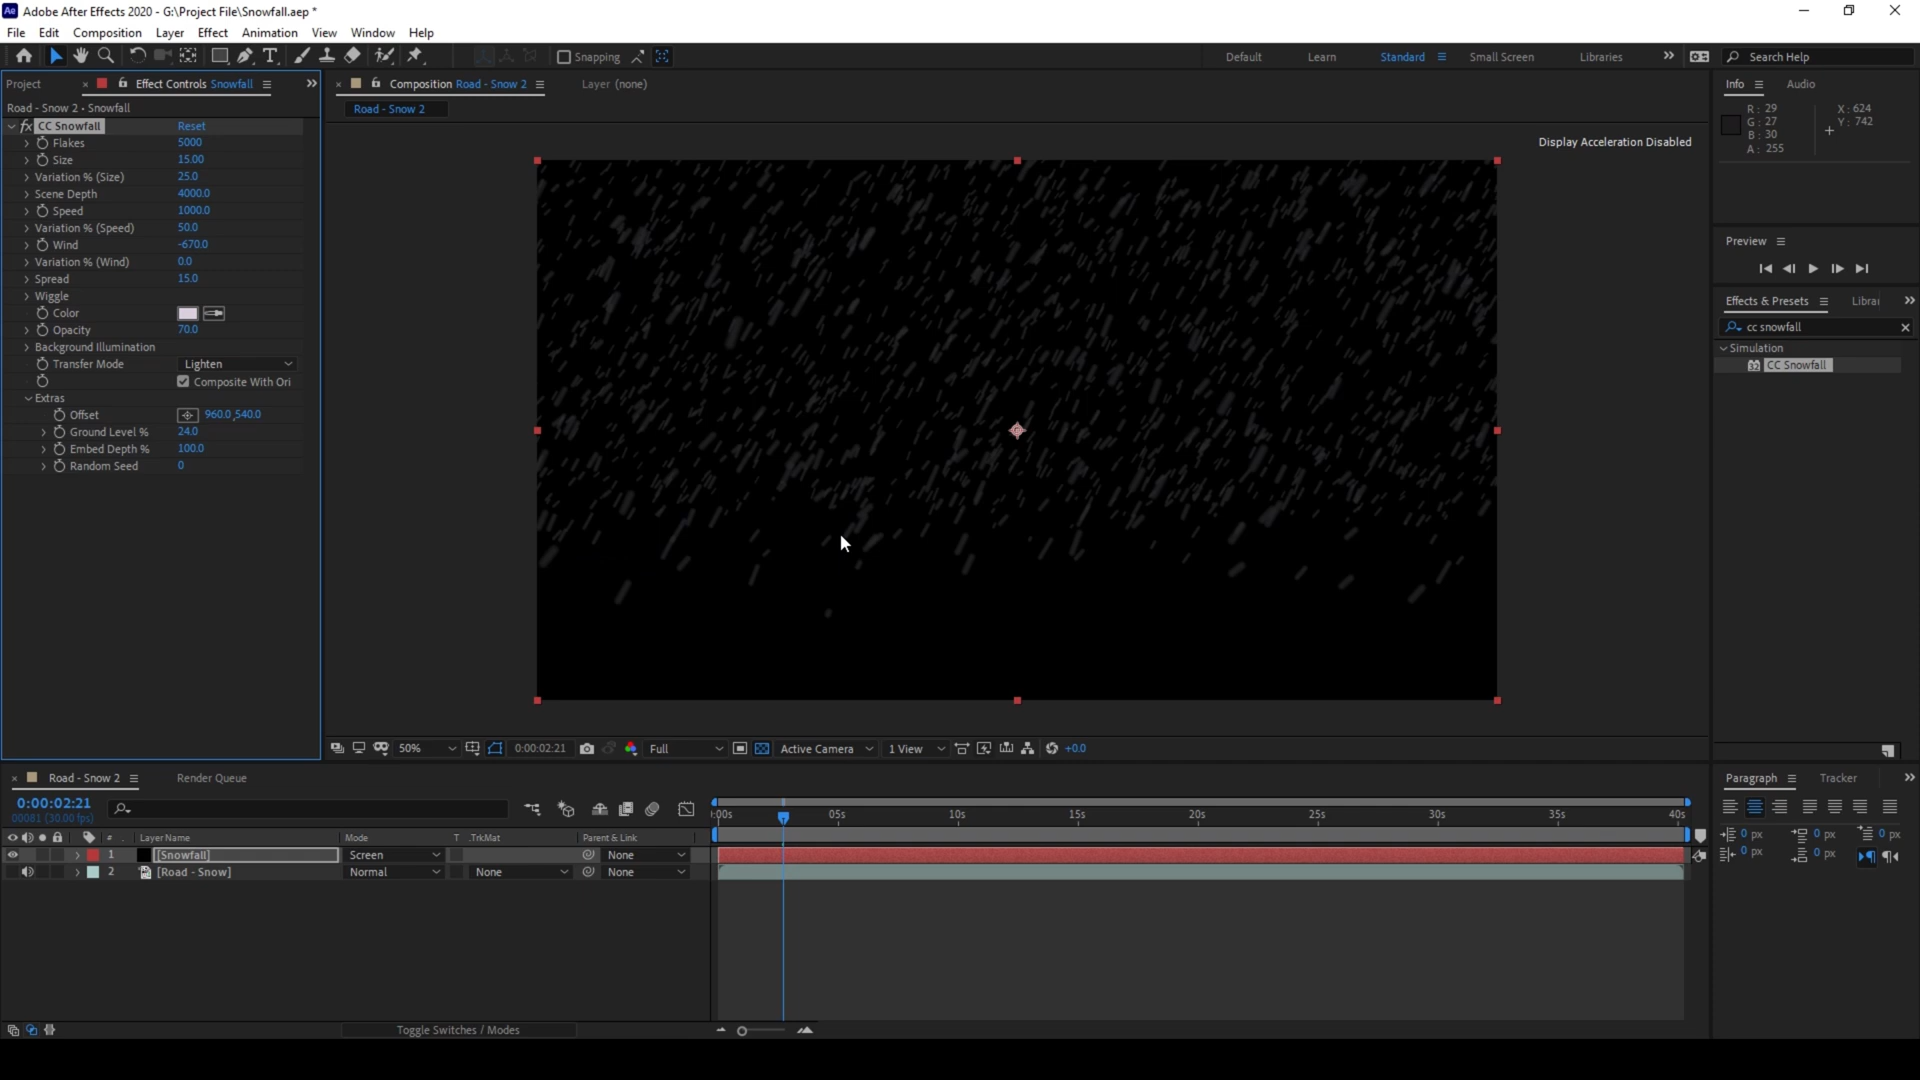 Adobe After Effects 2020 - G:\Project File\Snowfall.aep *
File Edit Composition Layer Effect Animation View Window Help
Snapping
Default Learn Standard Small Screen Libraries Search Help
Project Effect Controls Snowfall
Road - Snow 2 • Snowfall
fx CC Snowfall Reset
Flakes 5000
Size 15.00
Variation % (Size) 25.0
Scene Depth 4000.0
Speed 1000.0
Variation % (Speed) 50.0
Wind -670.0
Variation % (Wind) 0.0
Spread 15.0
Wiggle
Color
Opacity 70.0
Background Illumination
Transfer Mode Lighten
Composite With Ori
Extras
Offset 960.0,540.0
Ground Level % 24.0
Embed Depth % 100.0
Random Seed 0
Composition Road - Snow 2 Layer (none)
Road - Snow 2
Display Acceleration Disabled
50% 0:00:02:21 Full Active Camera 1 View +0.0
Info Audio
R: 29 X: 624
G: 27 Y: 742
B: 30
A: 255
Preview
Effects & Presets Librai
cc snowfall
Simulation
CC Snowfall
Road - Snow 2 Render Queue
0:00:02:21
00081 (30.00 fps)
# Layer Name Mode T .TrkMat Parent & Link
1 [Snowfall] Screen None
2 [Road - Snow] Normal None None
:00s 05s 10s 15s 20s 25s 30s 35s 40s
Toggle Switches / Modes
Paragraph Tracker
0 px 0 px 0 px
0 px 0 px